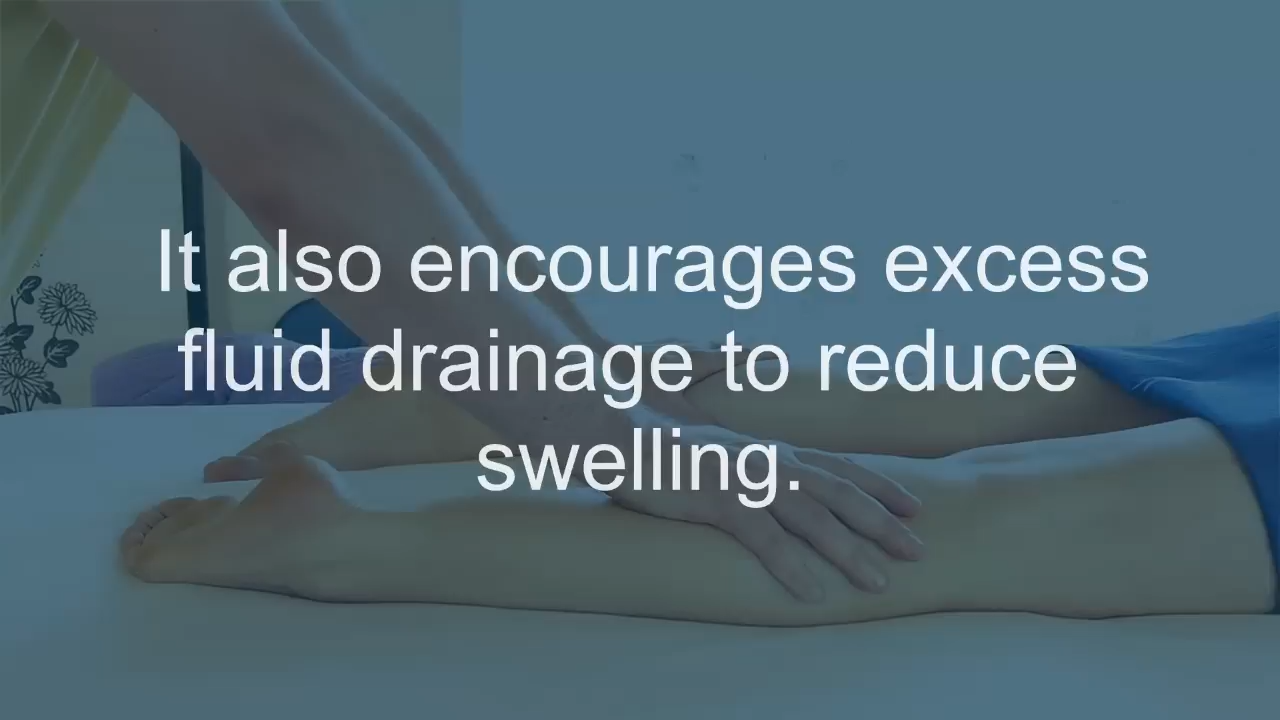 It also encourages excess
fluid drainage to reduce
swelling.